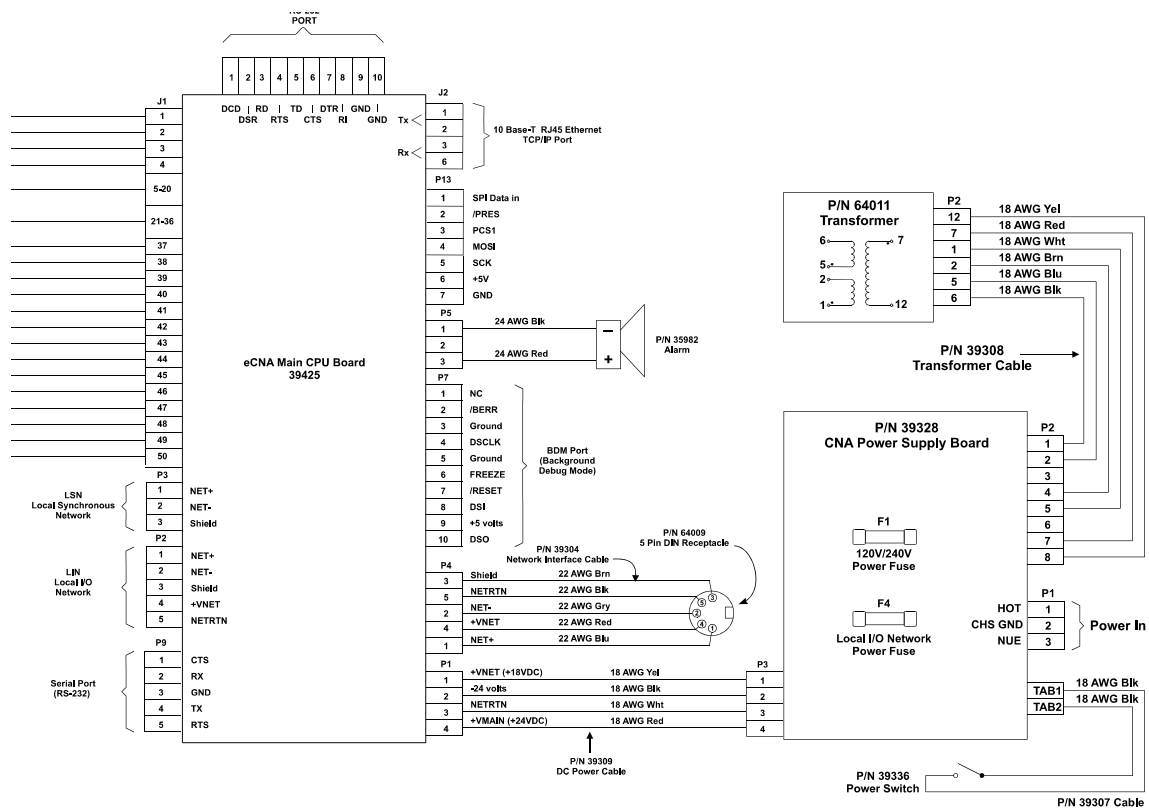 PORT
1 2 3 4 5 6 7 8 9 10
DCD RD TD DTR GND
DSR RTS CTS RI GND
J1
1
2
3
4
5-20
21-36
37
38
39
40
41
42
43
44
45
46
47
48
49
50
P3
1 NET+
2 NET-
3 Shield
LSN
Local Synchronous
Network
P2
1 NET+
2 NET-
3 Shield
4 +VNET
5 NETRTN
LIN
Local I/O
Network
P9
1 CTS
2 RX
3 GND
4 TX
5 RTS
Serial Port
(RS-232)
eCNA Main CPU Board
39425
J2
Tx
Rx
1
2
3
6
10 Base-T RJ45 Ethernet
TCP/IP Port
P13
1 SPI Data in
2 /PRES
3 PCS1
4 MOSI
5 SCK
6 +5V
7 GND
P5
1 24 AWG Blk
2
3 24 AWG Red
−
+
P/N 35982
Alarm
P7
1 NC
2 /BERR
3 Ground
4 DSCLK
5 Ground
6 FREEZE
7 /RESET
8 DSI
9 +5 volts
10 DSO
BDM Port
(Background
Debug Mode)
P/N 39304
Network Interface Cable
P/N 64009
5 Pin DIN Receptacle
P4
3 Shield 22 AWG Brn
5 NETRTN 22 AWG Blk
2 NET- 22 AWG Gry
4 +VNET 22 AWG Red
1 NET+ 22 AWG Blu
3
5
2
4
1
P1
1 +VNET (+18VDC) 18 AWG Yel
2 -24 volts 18 AWG Blk
3 NETRTN 18 AWG Wht
4 +VMAIN (+24VDC) 18 AWG Red
P/N 39309
DC Power Cable
P3
1
2
3
4
P/N 64011
Transformer
6 7
5
2
1 12
P2
12 18 AWG Yel
7 18 AWG Red
1 18 AWG Wht
2 18 AWG Brn
5 18 AWG Blu
6 18 AWG Blk
P/N 39308
Transformer Cable
P/N 39328
CNA Power Supply Board
P2
1
2
3
4
5
6
7
8
F1
120V/240V
Power Fuse
F4
Local I/O Network
Power Fuse
P1
HOT 1
CHS GND 2
NUE 3
Power In
TAB1 18 AWG Blk
TAB2 18 AWG Blk
P/N 39336
Power Switch
P/N 39307 Cable